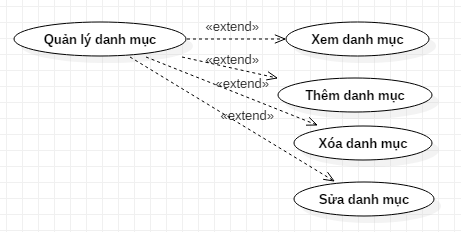 «extend»
Quản lý danh mục
Xem danh mục
«extend»
«extend»
Thêm danh mục
«extend»
Xóa danh mục
Sửa danh mục